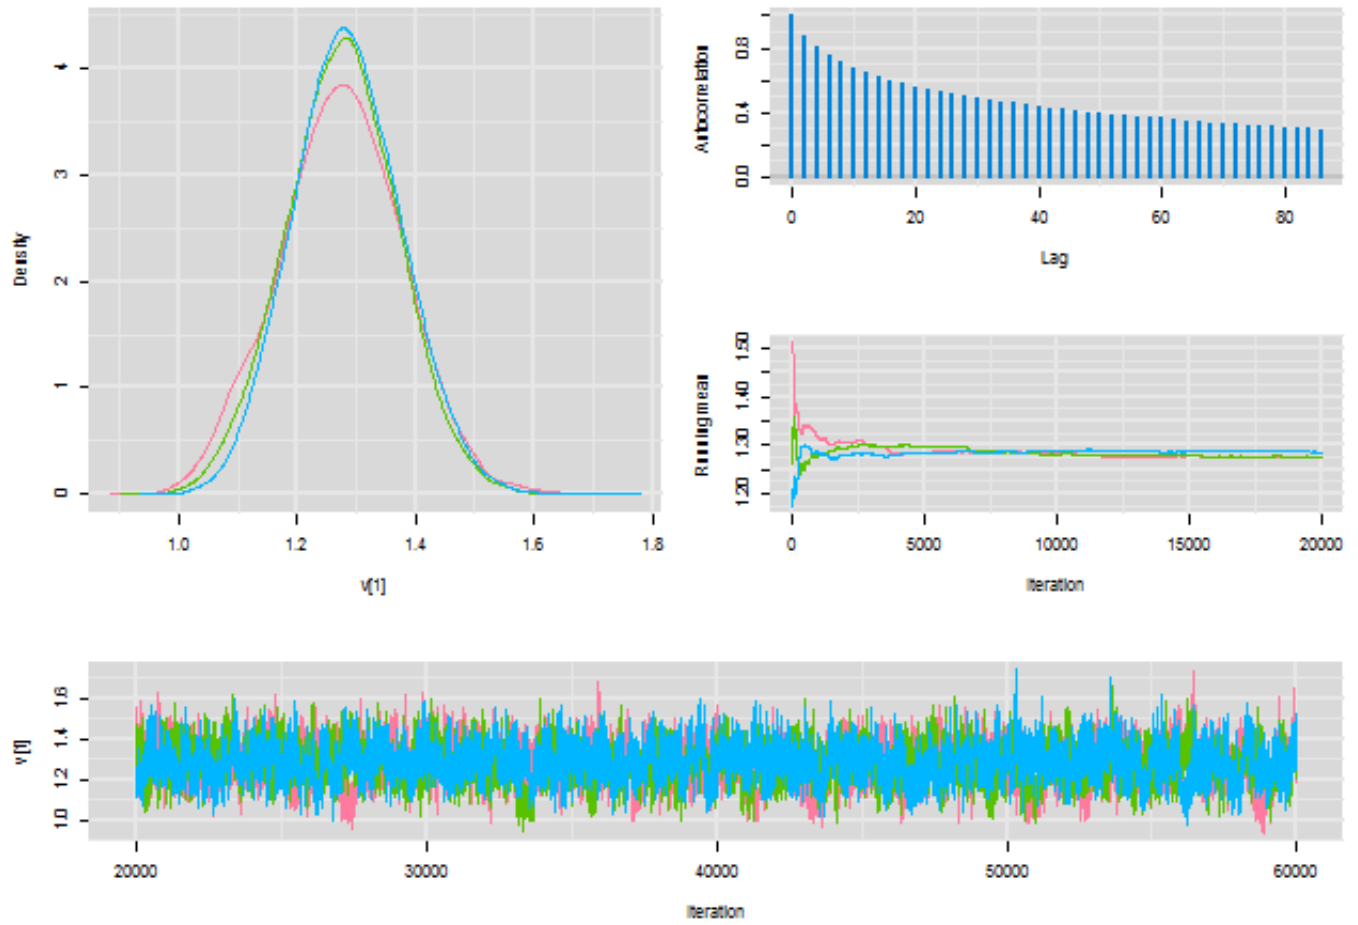 Density
4
3
2
1
0
1.0 1.2 1.4 1.6 1.8
v[1]
Autocorrelation
0.8
0.4
0.0
0 20 40 60 80
Lag
Running mean
1.50
1.40
1.30
1.20
0 5000 10000 15000 20000
Iteration
v[1]
1.6
1.4
1.2
1.0
20000 30000 40000 50000 60000
Iteration